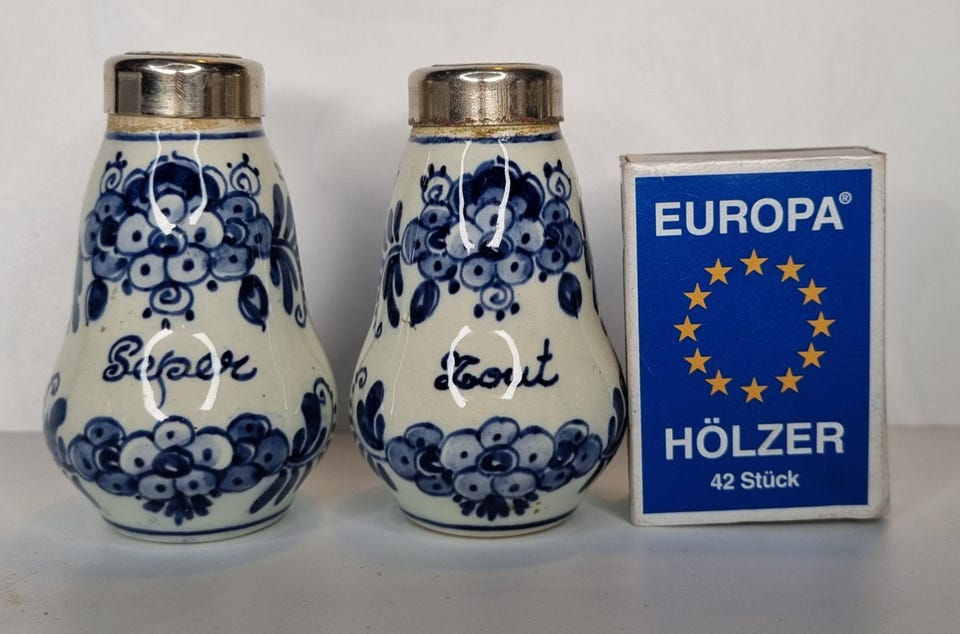 Peper
Zout
EUROPA®
HÖLZER
42 Stück